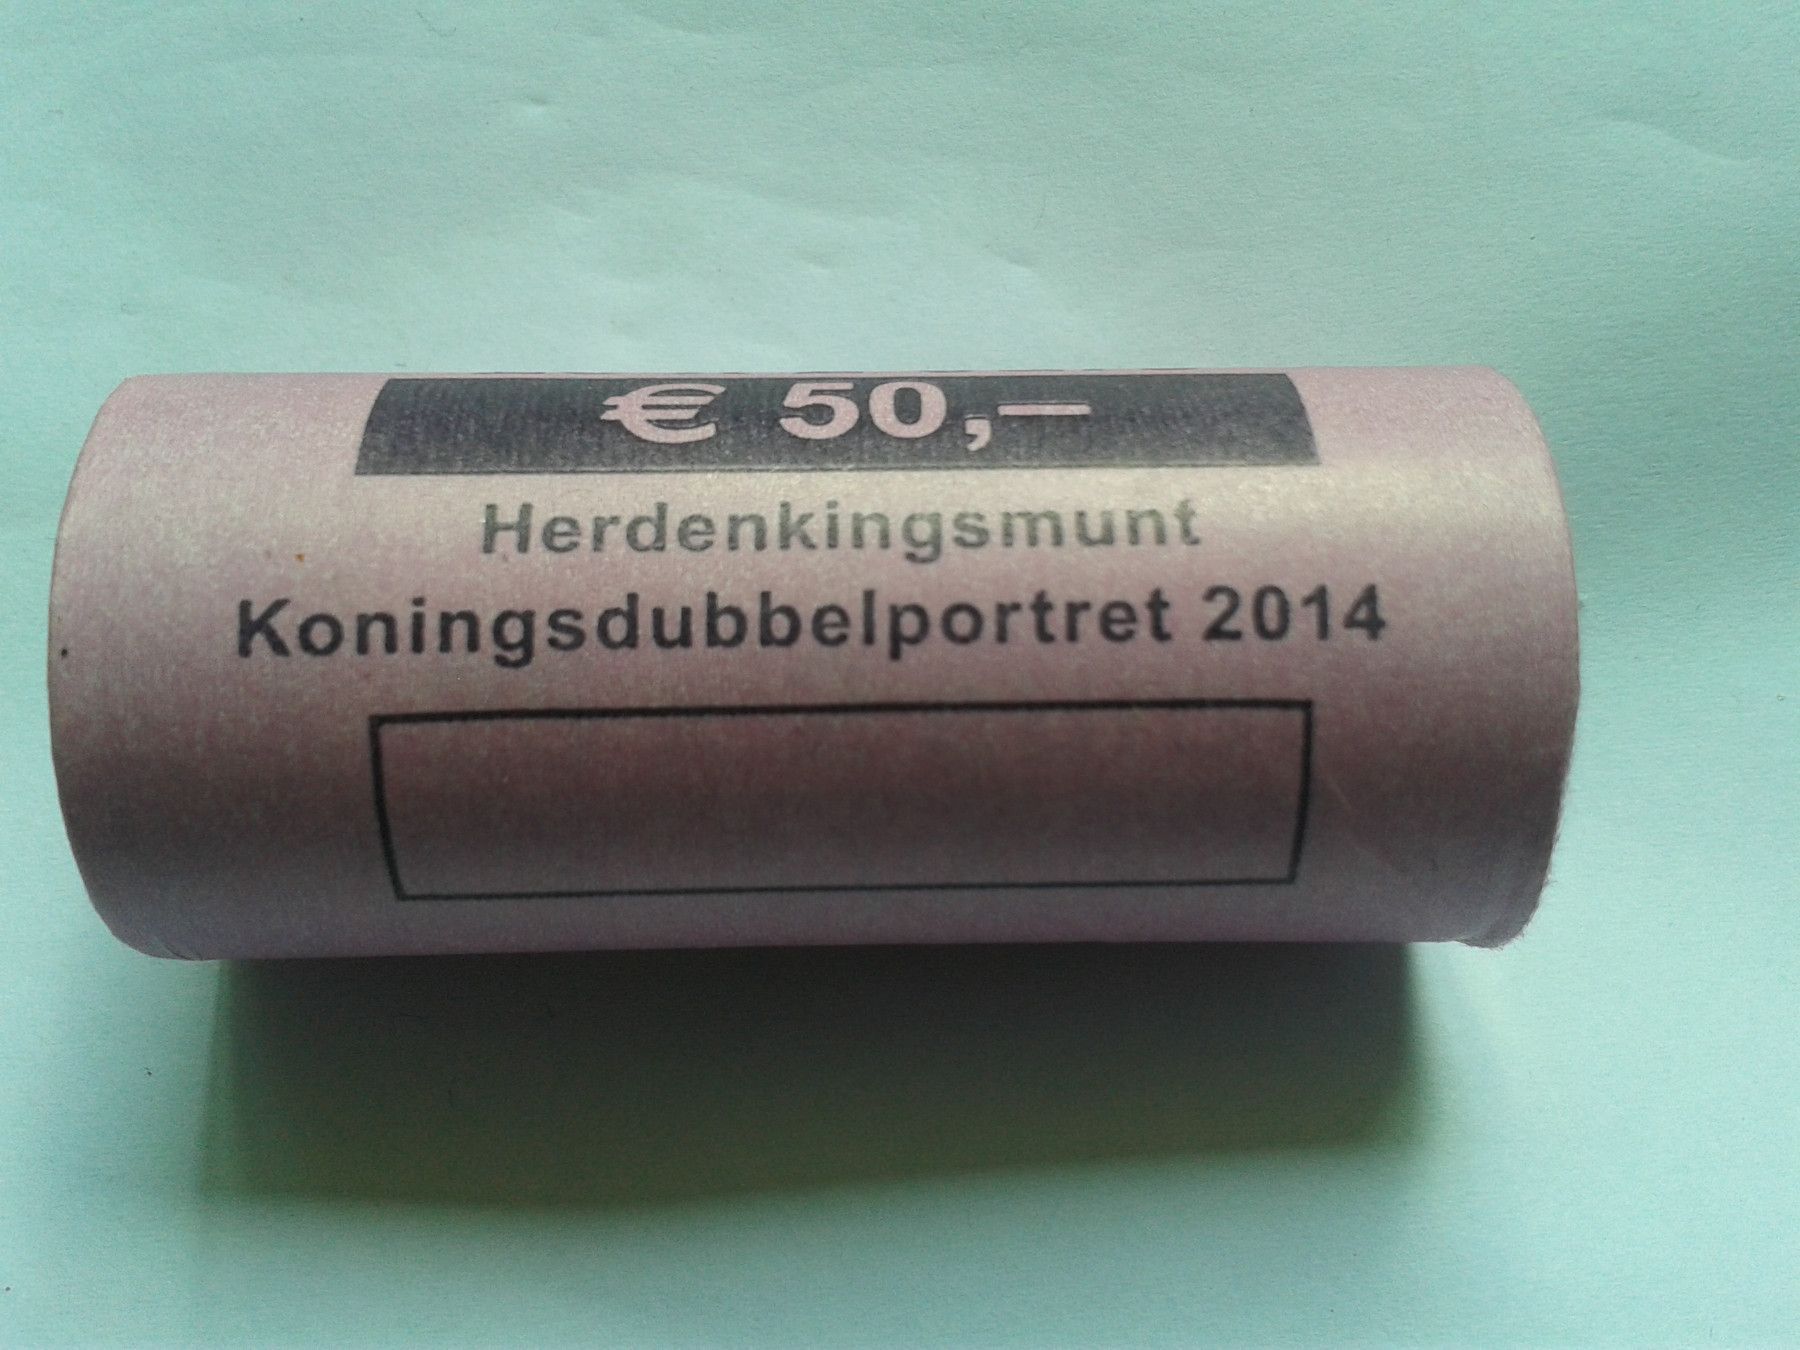 € 50,–
Herdenkingsmunt
Koningsdubbelportret 2014